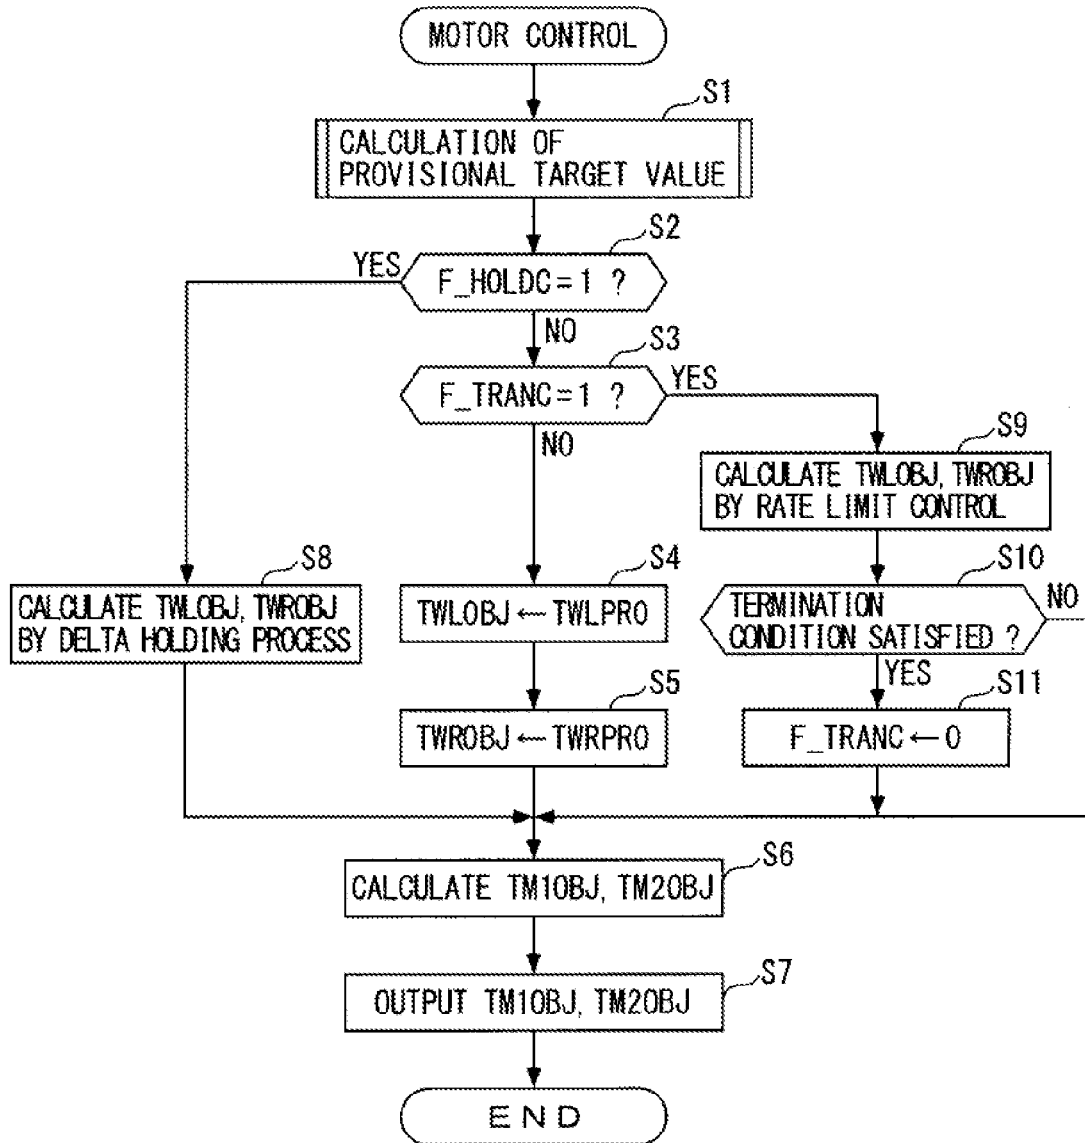 MOTOR CONTROL
S1
CALCULATION OF
PROVISIONAL TARGET VALUE
S2
YES
F_HOLDC=1 ?
NO
S3
F_TRANC=1 ?
YES
NO
S9
CALCULATE TWLOBJ, TWROBJ
BY RATE LIMIT CONTROL
S8
CALCULATE TWLOBJ, TWROBJ
BY DELTA HOLDING PROCESS
S4
TWLOBJ ← TWLPRO
S10
TERMINATION
CONDITION SATISFIED ?
NO
YES
S5
TWROBJ ← TWRPRO
S11
F_TRANC ← 0
S6
CALCULATE TM1OBJ, TM2OBJ
S7
OUTPUT TM1OBJ, TM2OBJ
END